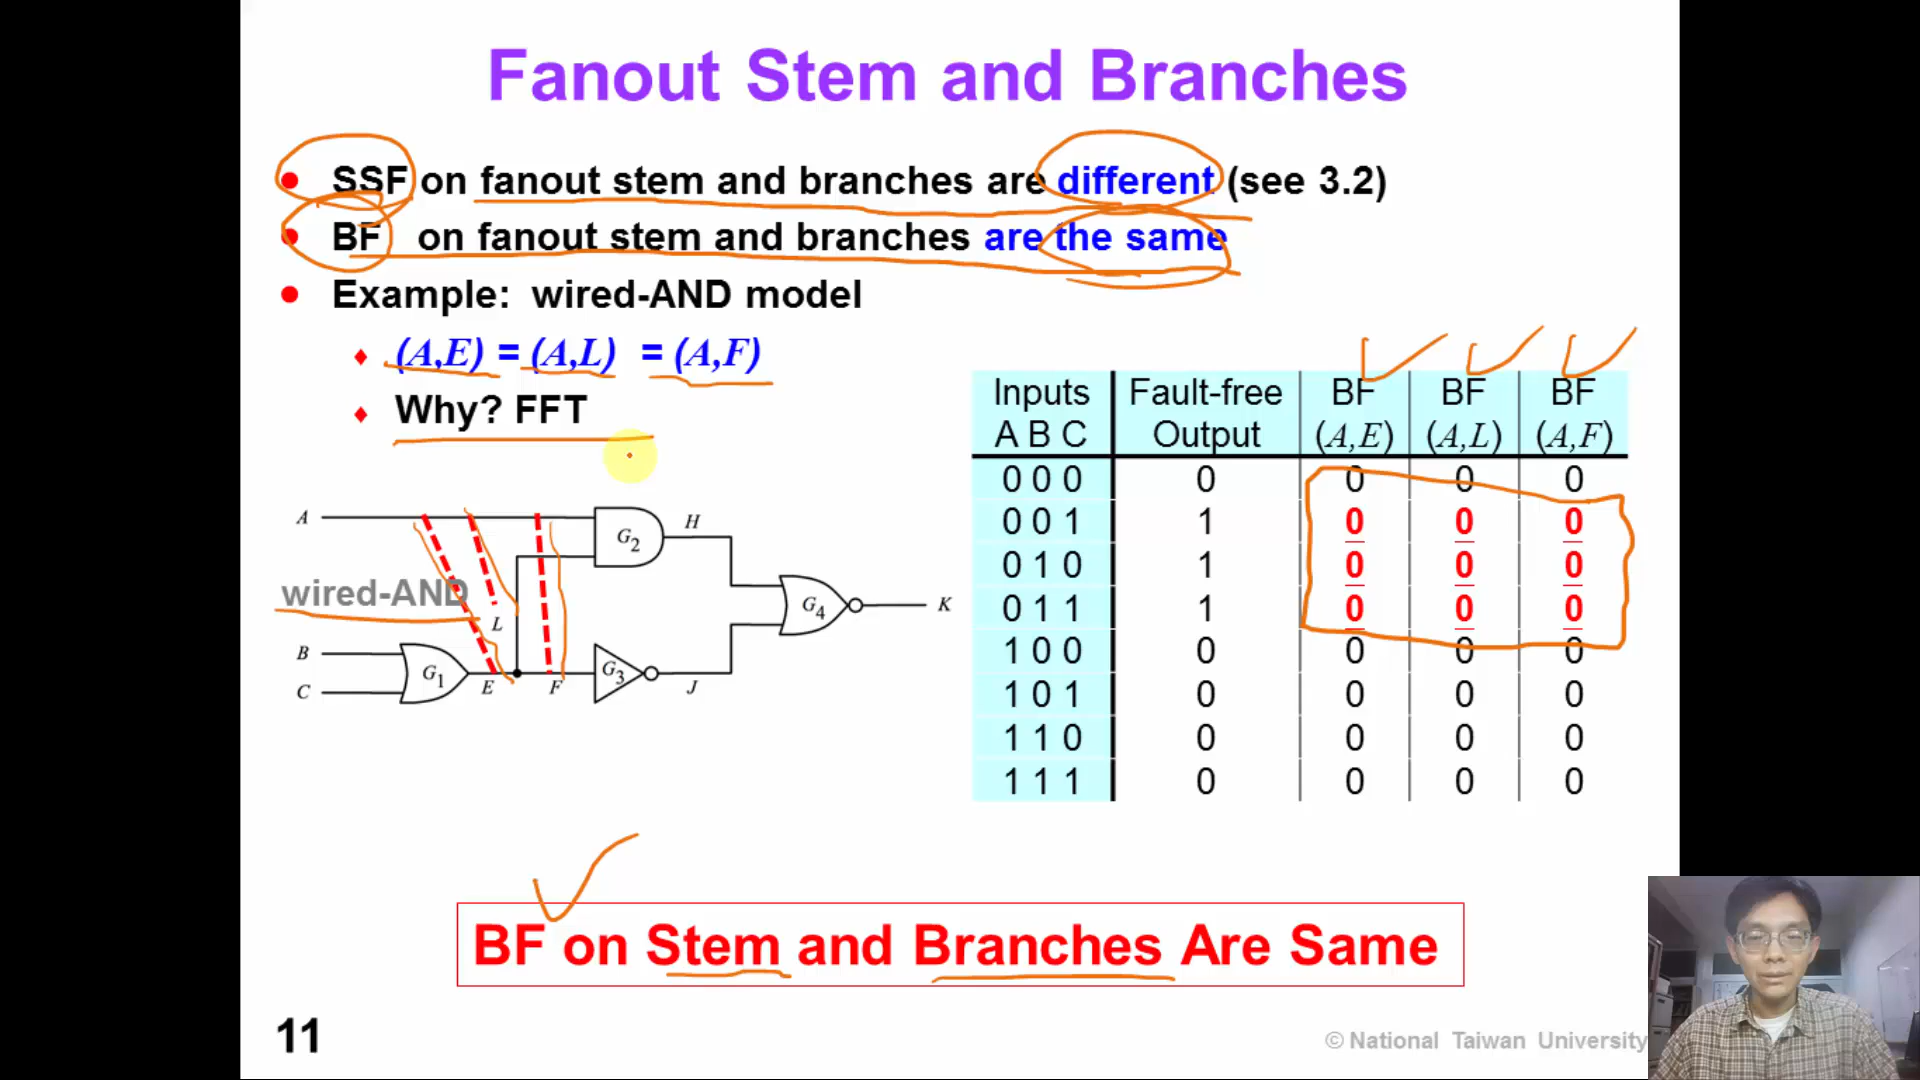 Fanout Stem and Branches
SSF on fanout stem and branches are different (see 3.2)
BF on fanout stem and branches are the same
Example: wired-AND model
(A,E) = (A,L) = (A,F)
Why? FFT
A
H
G2
wired-AND
L
G4
K
B
G1
C
E
F
G3
J
Inputs Fault-free BF BF BF
A B C Output (A,E) (A,L) (A,F)
0 0 0 0 0 0 0
0 0 1 1 0 0 0
0 1 0 1 0 0 0
0 1 1 1 0 0 0
1 0 0 0 0 0 0
1 0 1 0 0 0 0
1 1 0 0 0 0 0
1 1 1 0 0 0 0
BF on Stem and Branches Are Same
11
© National Taiwan University